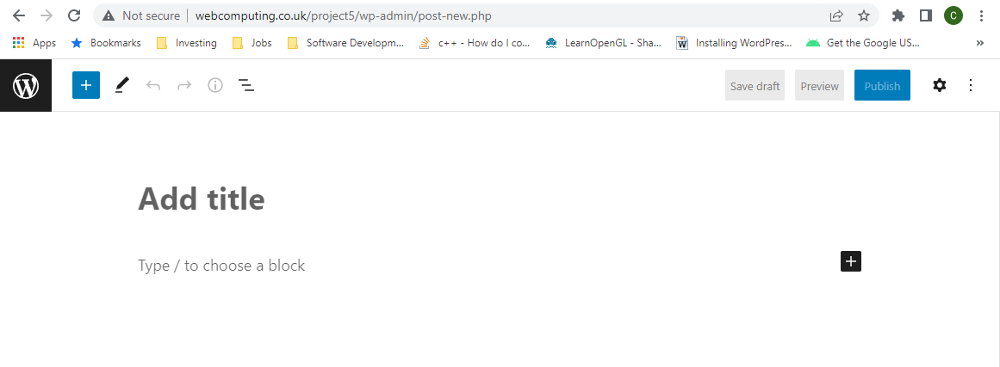 Not secure | webcomputing.co.uk/project5/wp-admin/post-new.php C
Apps Bookmarks Investing Jobs Software Developm... c++ - How do I co... LearnOpenGL - Sha... Installing WordPres... Get the Google US... »
Save draft Preview Publish
Add title
Type / to choose a block